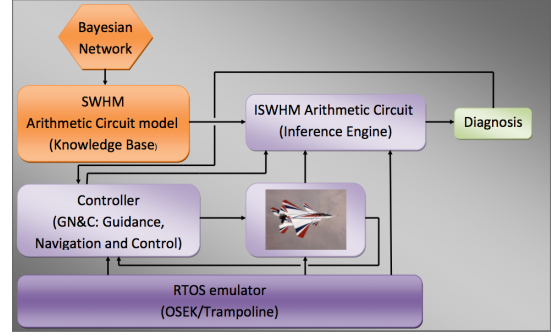 Bayesian
Network
SWHM
Arithmetic Circuit model
(Knowledge Base)
ISWHM Arithmetic Circuit
(Inference Engine)
Diagnosis
Controller
(GN&C: Guidance,
Navigation and Control)
RTOS emulator
(OSEK/Trampoline)